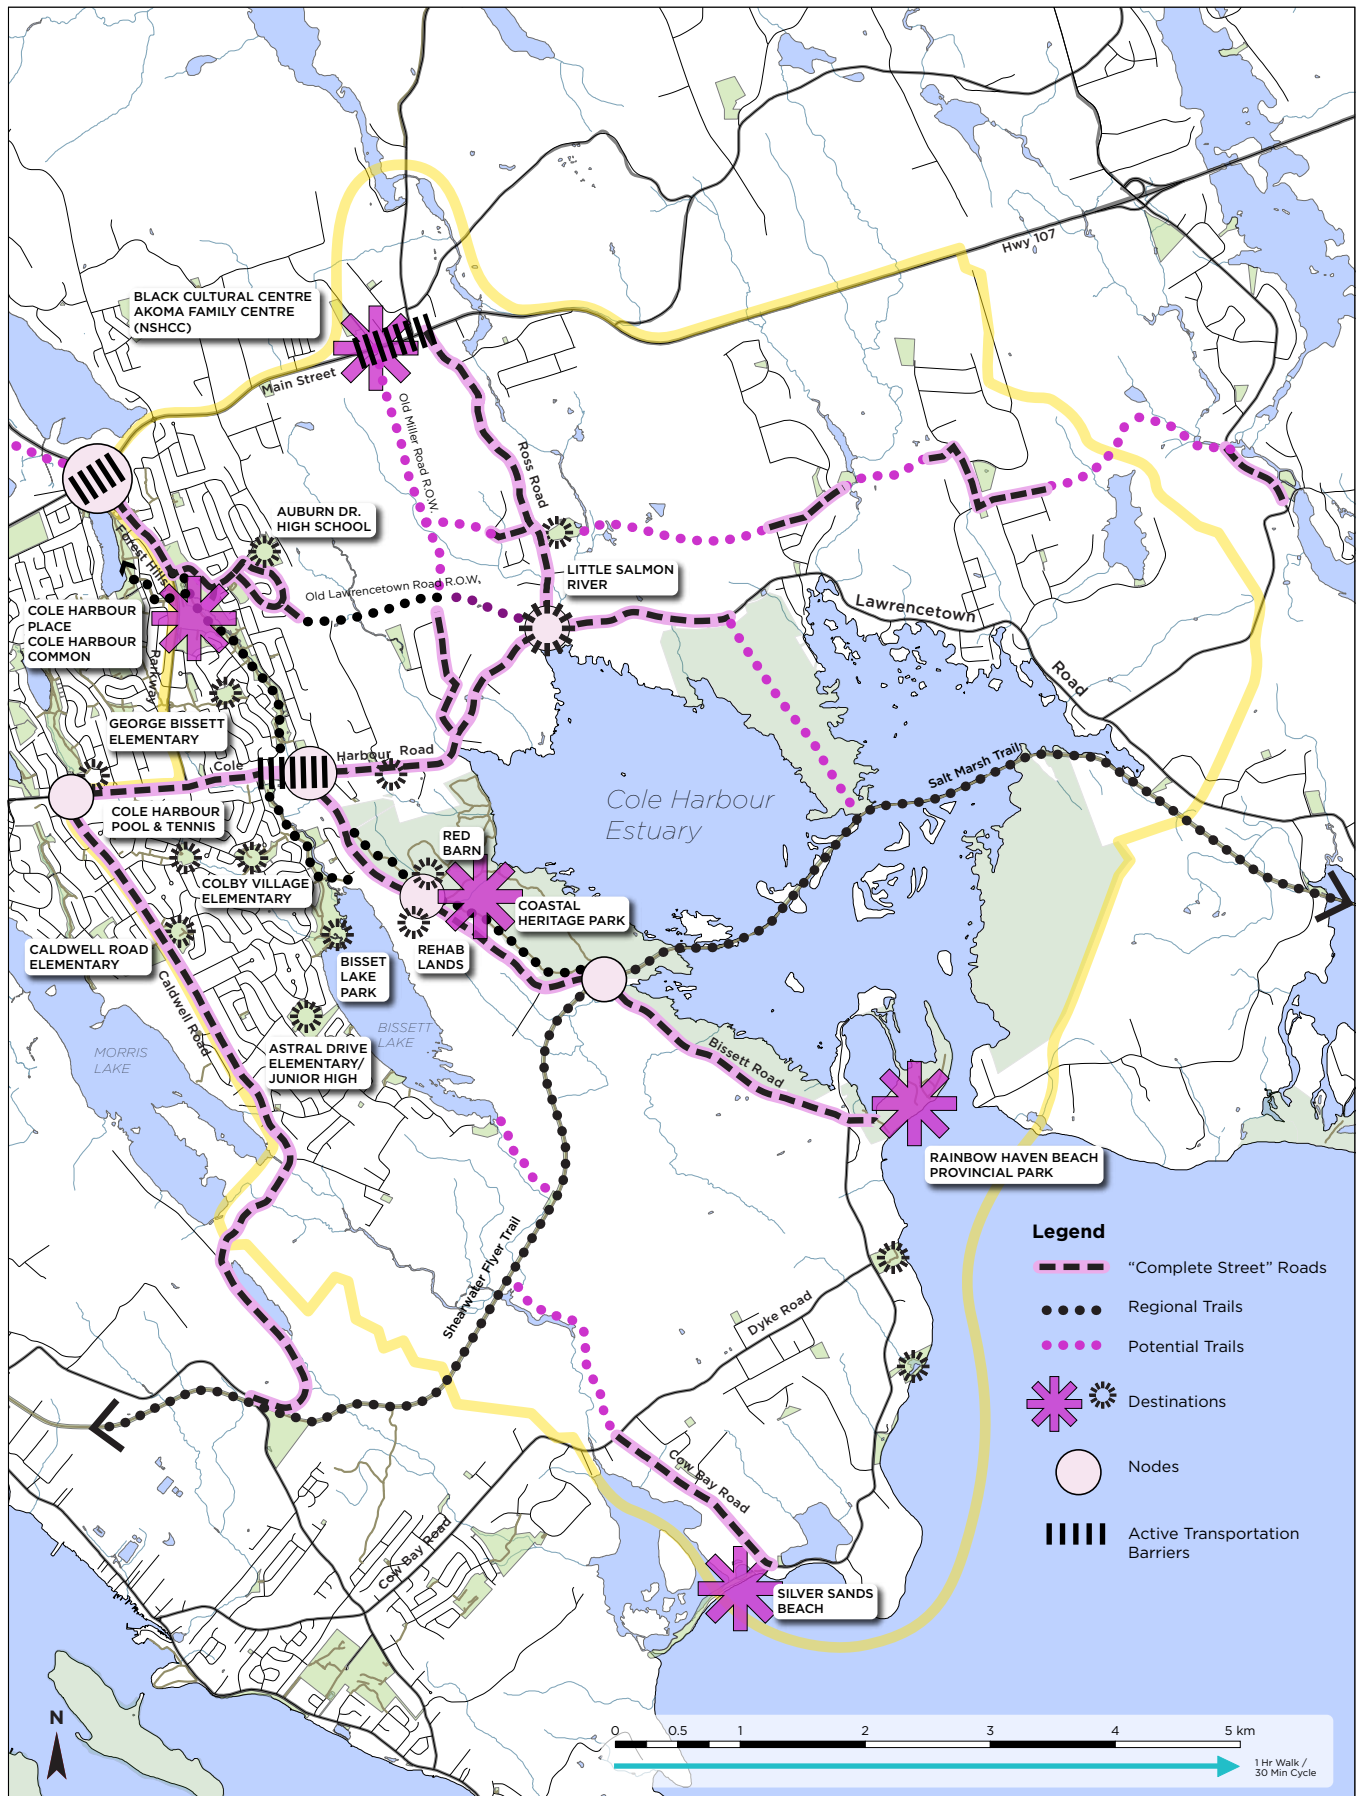 Hwy 107
BLACK CULTURAL CENTRE
AKOMA FAMILY CENTRE
(NSHCC)
Main Street
Old Miller Road R.O.W.
Ross Road
AUBURN DR.
HIGH SCHOOL
Forest Hills
Parkway
LITTLE SALMON
RIVER
Old Lawrencetown Road R.O.W.
Lawrencetown
Road
COLE HARBOUR
PLACE
COLE HARBOUR
COMMON
GEORGE BISSETT
ELEMENTARY
Cole
Harbour Road
Salt Marsh Trail
Cole Harbour
Estuary
COLE HARBOUR
POOL & TENNIS
RED
BARN
COLBY VILLAGE
ELEMENTARY
COASTAL
HERITAGE PARK
CALDWELL ROAD
ELEMENTARY
REHAB
LANDS
BISSET
LAKE
PARK
Caldwell Road
BISSETT
LAKE
MORRIS
LAKE
ASTRAL DRIVE
ELEMENTARY/
JUNIOR HIGH
Bissett Road
RAINBOW HAVEN BEACH
PROVINCIAL PARK
Shearwater Flyer Trail
Dyke Road
Cow Bay Road
Cow Bay Road
SILVER SANDS
BEACH
Legend
“Complete Street” Roads
Regional Trails
Potential Trails
Destinations
Nodes
Active Transportation
Barriers
N
0 0.5 1 2 3 4 5 km
1 Hr Walk /
30 Min Cycle